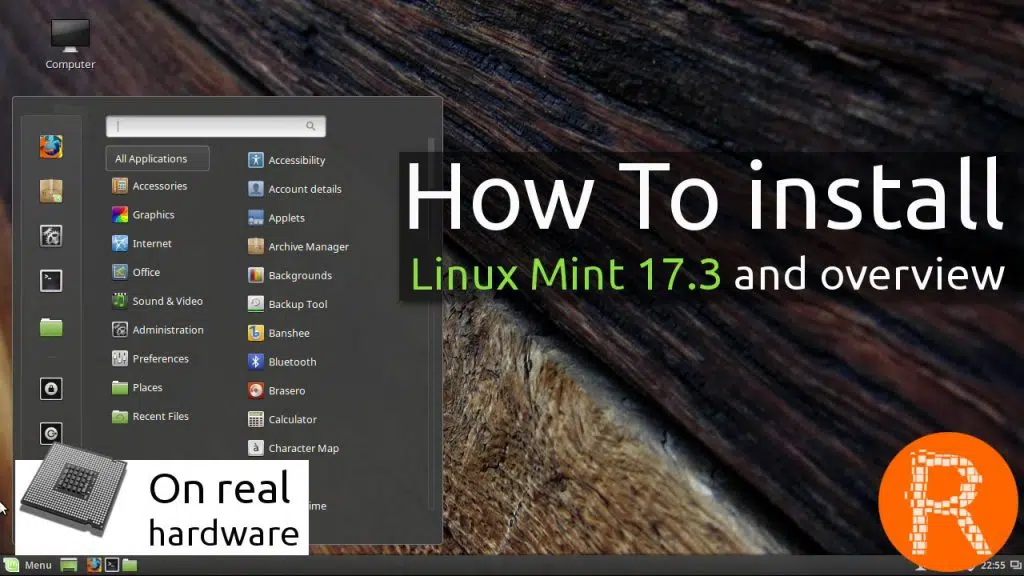 Computer
How To install
Linux Mint 17.3 and overview
All Applications
Accessories
Graphics
Internet
Office
Sound & Video
Administration
Preferences
Places
Recent Files
Accessibility
Account details
Applets
Archive Manager
Backgrounds
Backup Tool
Banshee
Bluetooth
Brasero
Calculator
Character Map
On real
hardware
R
Menu
22:55